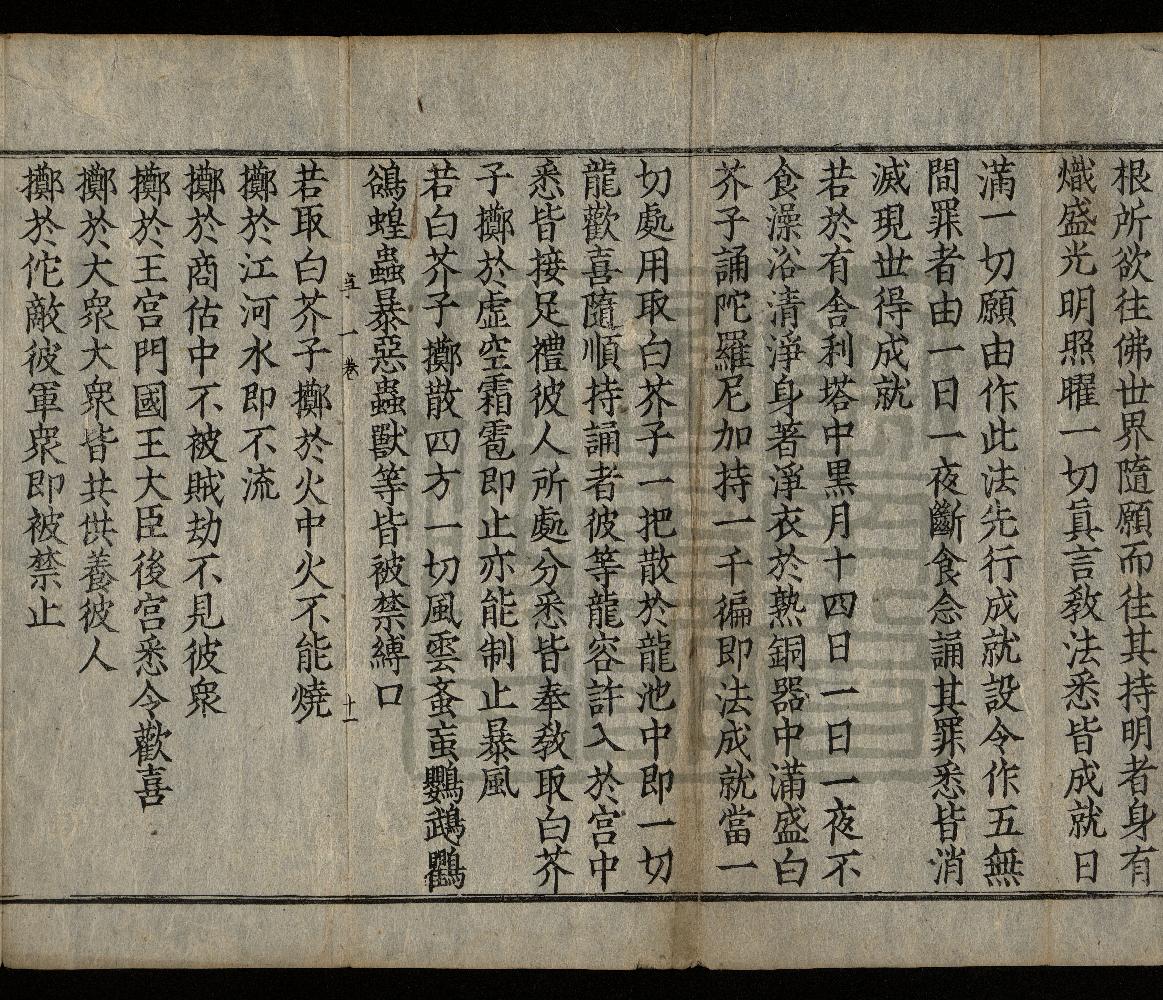 根所欲往佛世界隨願而往其持明者身有
熾盛光明照曜一切眞言教法悉皆成就日
滿一切願由作此法先行成就設令作五無
間罪者由一日一夜斷食念誦其罪悉皆消
滅現世得成就
若於有舍利塔中黑月十四日一日一夜不
食澡浴清淨身著淨衣於熟銅器中滿盛白
芥子誦陀羅尼加持一千徧即法成就當一
切處用取白芥子一把散於龍池中即一切
龍歡喜隨順持誦者彼等龍容許入於宮中
悉皆接足禮彼人所處分悉皆奉教取白芥
子擲於虛空霜雹即止亦能制止暴風
若白芥子擲散四方一切風雲蚉䖟鸚鵡鸜
鵒蝗蟲暴惡蟲獸等皆被禁縛口
一卷
十一
若取白芥子擲於火中火不能燒
擲於江河水即不流
擲於商估中不被賊劫不見彼衆
擲於王宮門國王大臣後宮悉令歡喜
擲於大衆大衆皆共供養彼人
擲於佗敵彼軍衆即被禁止